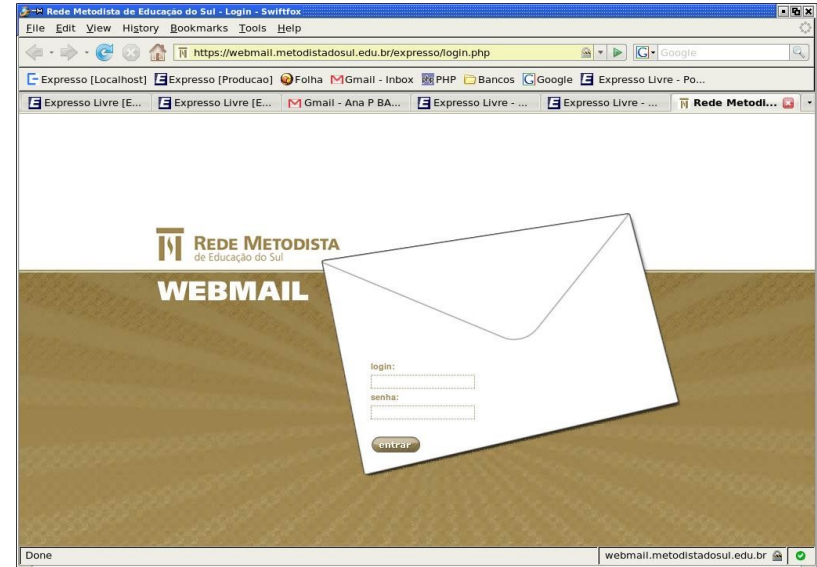 Rede Metodista de Educação do Sul - Login - Swiftfox
File Edit View History Bookmarks Tools Help
https://webmail.metodistadosul.edu.br/expresso/login.php
G Google
Expresso [Localhost] Expresso [Producao] Folha Gmail - Inbox PHP Bancos Google Expresso Livre - Po...
Expresso Livre [E... Expresso Livre [E... Gmail - Ana P BA... Expresso Livre - ... Expresso Livre - ... Rede Metodi...
REDE METODISTA
de Educação do Sul
WEBMAIL
login:
senha:
entrar
Done webmail.metodistadosul.edu.br